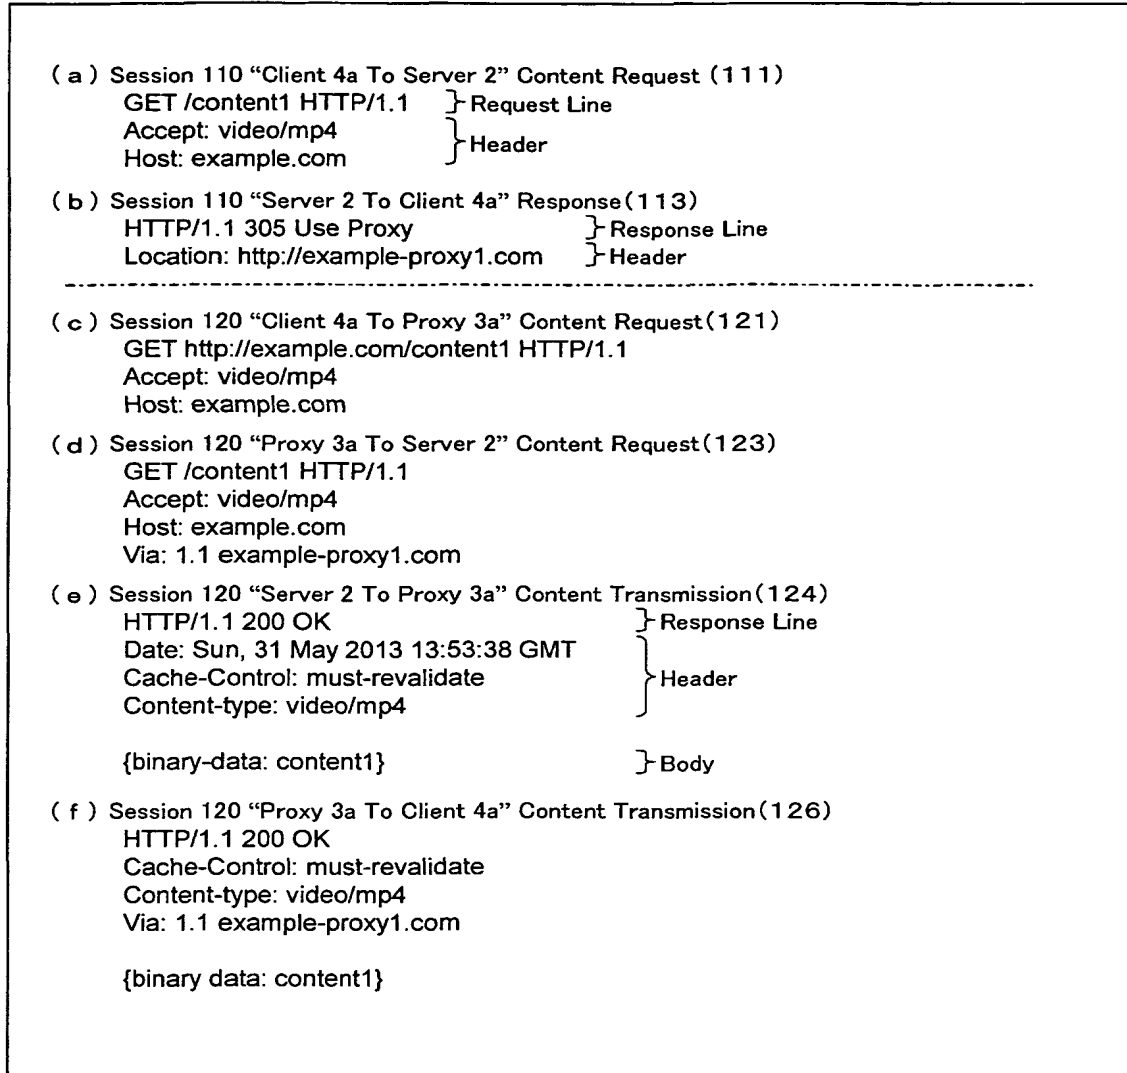 (a) Session 110 “Client 4a To Server 2” Content Request (111)
GET /content1 HTTP/1.1 Request Line
Accept: video/mp4
Header
Host: example.com
(b) Session 110 “Server 2 To Client 4a” Response(113)
HTTP/1.1 305 Use Proxy Response Line
Location: http://example-proxy1.com Header
(c) Session 120 “Client 4a To Proxy 3a” Content Request(121)
GET http://example.com/content1 HTTP/1.1
Accept: video/mp4
Host: example.com
(d) Session 120 “Proxy 3a To Server 2” Content Request(123)
GET /content1 HTTP/1.1
Accept: video/mp4
Host: example.com
Via: 1.1 example-proxy1.com
(e) Session 120 “Server 2 To Proxy 3a” Content Transmission(124)
HTTP/1.1 200 OK Response Line
Date: Sun, 31 May 2013 13:53:38 GMT
Cache-Control: must-revalidate Header
Content-type: video/mp4
{binary-data: content1} Body
(f) Session 120 “Proxy 3a To Client 4a” Content Transmission(126)
HTTP/1.1 200 OK
Cache-Control: must-revalidate
Content-type: video/mp4
Via: 1.1 example-proxy1.com
{binary data: content1}